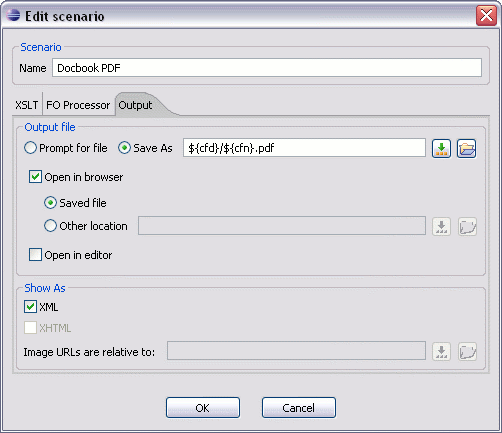 Edit scenario
Scenario
Name Docbook PDF
XSLT FO Processor Output
Output file
Prompt for file Save As ${cfd}/${cfn}.pdf
Open in browser
Saved file
Other location
Open in editor
Show As
XML
XHTML
Image URLs are relative to:
OK Cancel